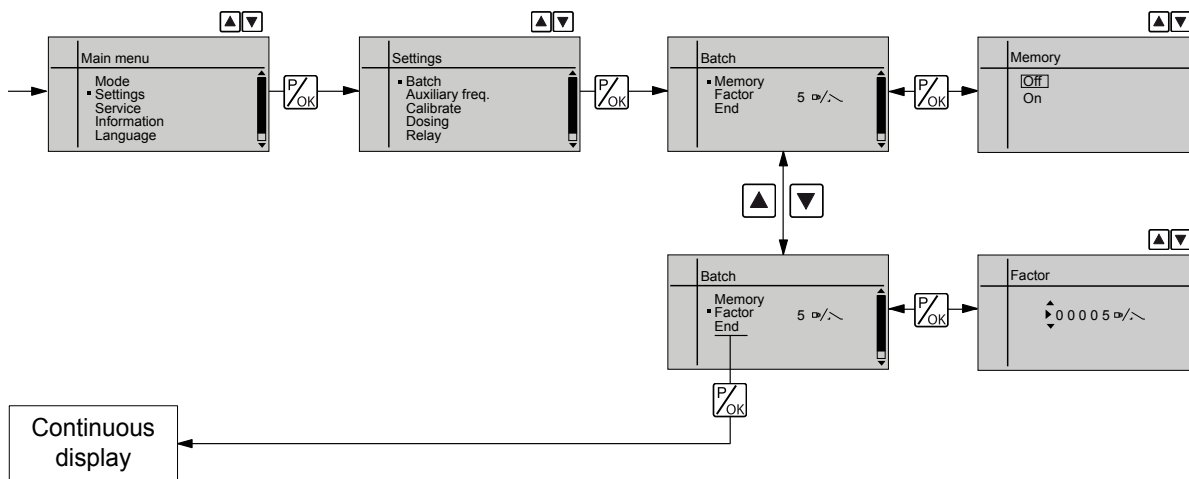 Main menu
Mode
Settings
Service
Information
Language
P/OK
Settings
Batch
Auxiliary freq.
Calibrate
Dosing
Relay
P/OK
Batch
Memory
Factor 5
End
P/OK
Memory
Off
On
Batch
Memory
Factor 5
End
P/OK
Factor
00005
P/OK
Continuous
display